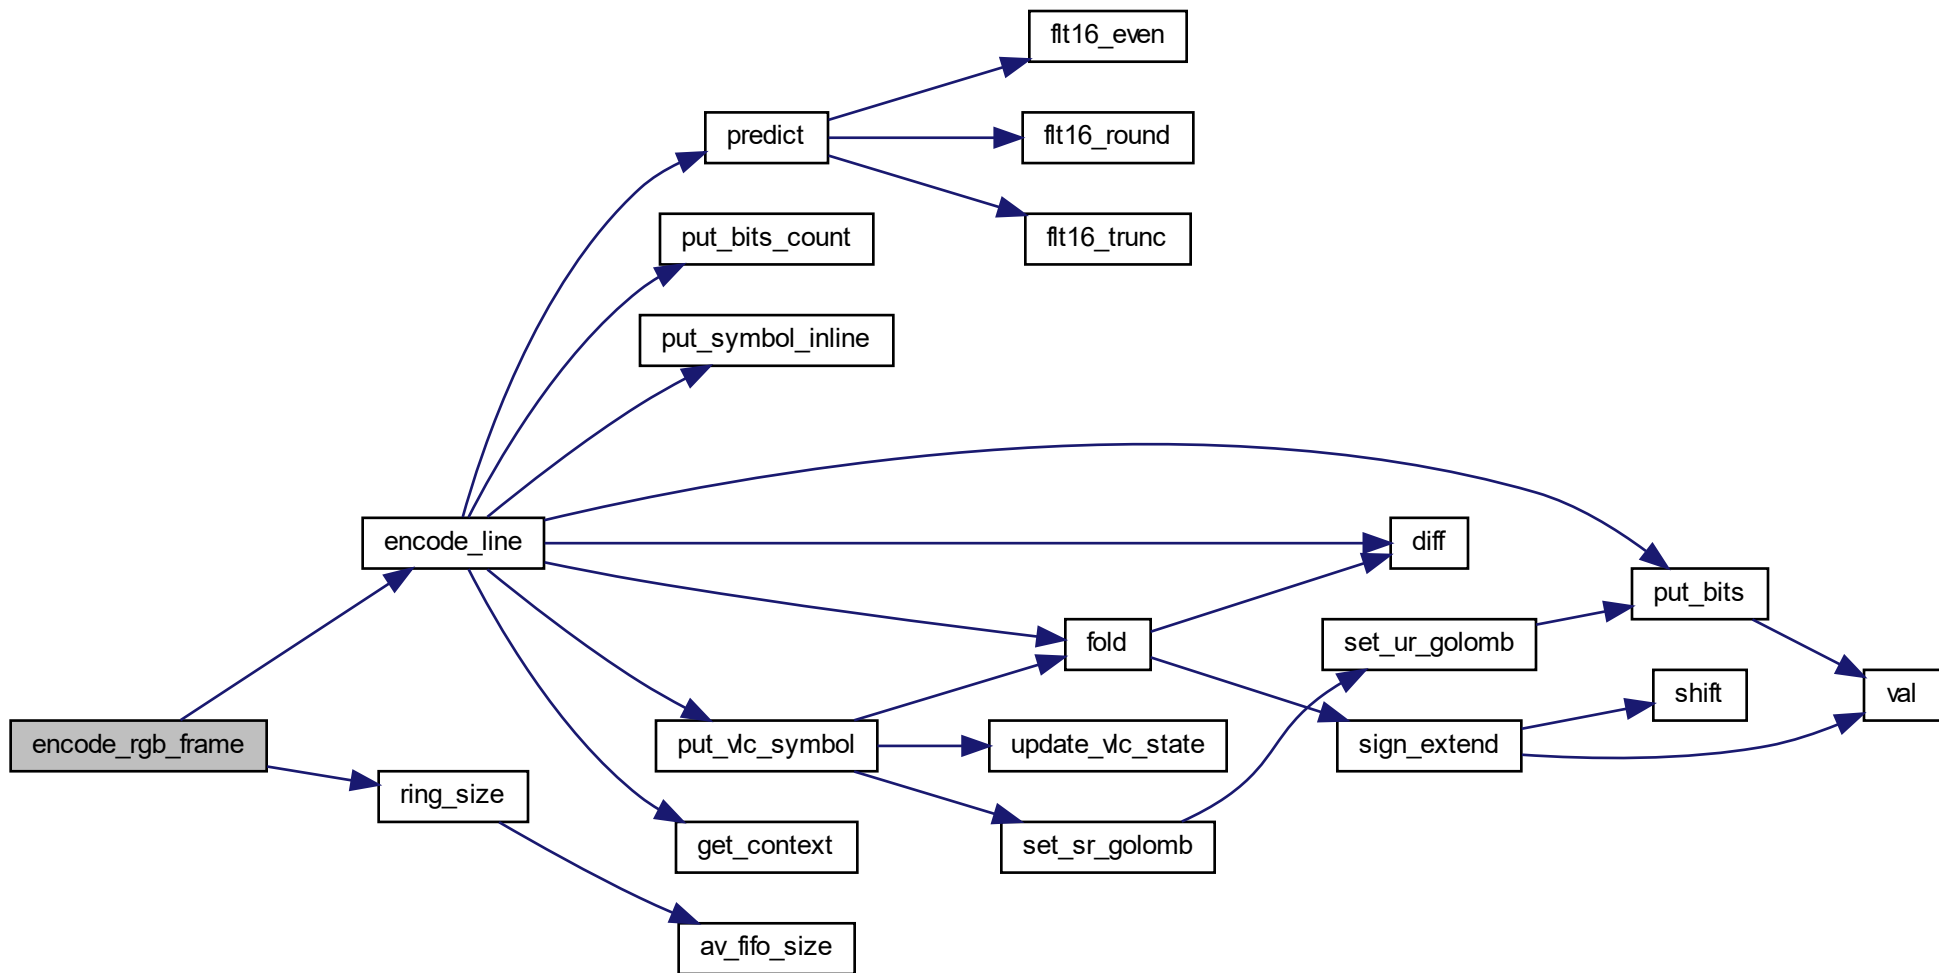 flt16_even
predict
flt16_round
put_bits_count
flt16_trunc
put_symbol_inline
encode_line
diff
put_bits
fold
set_ur_golomb
shift
val
encode_rgb_frame
put_vlc_symbol
update_vlc_state
sign_extend
ring_size
get_context
set_sr_golomb
av_fifo_size